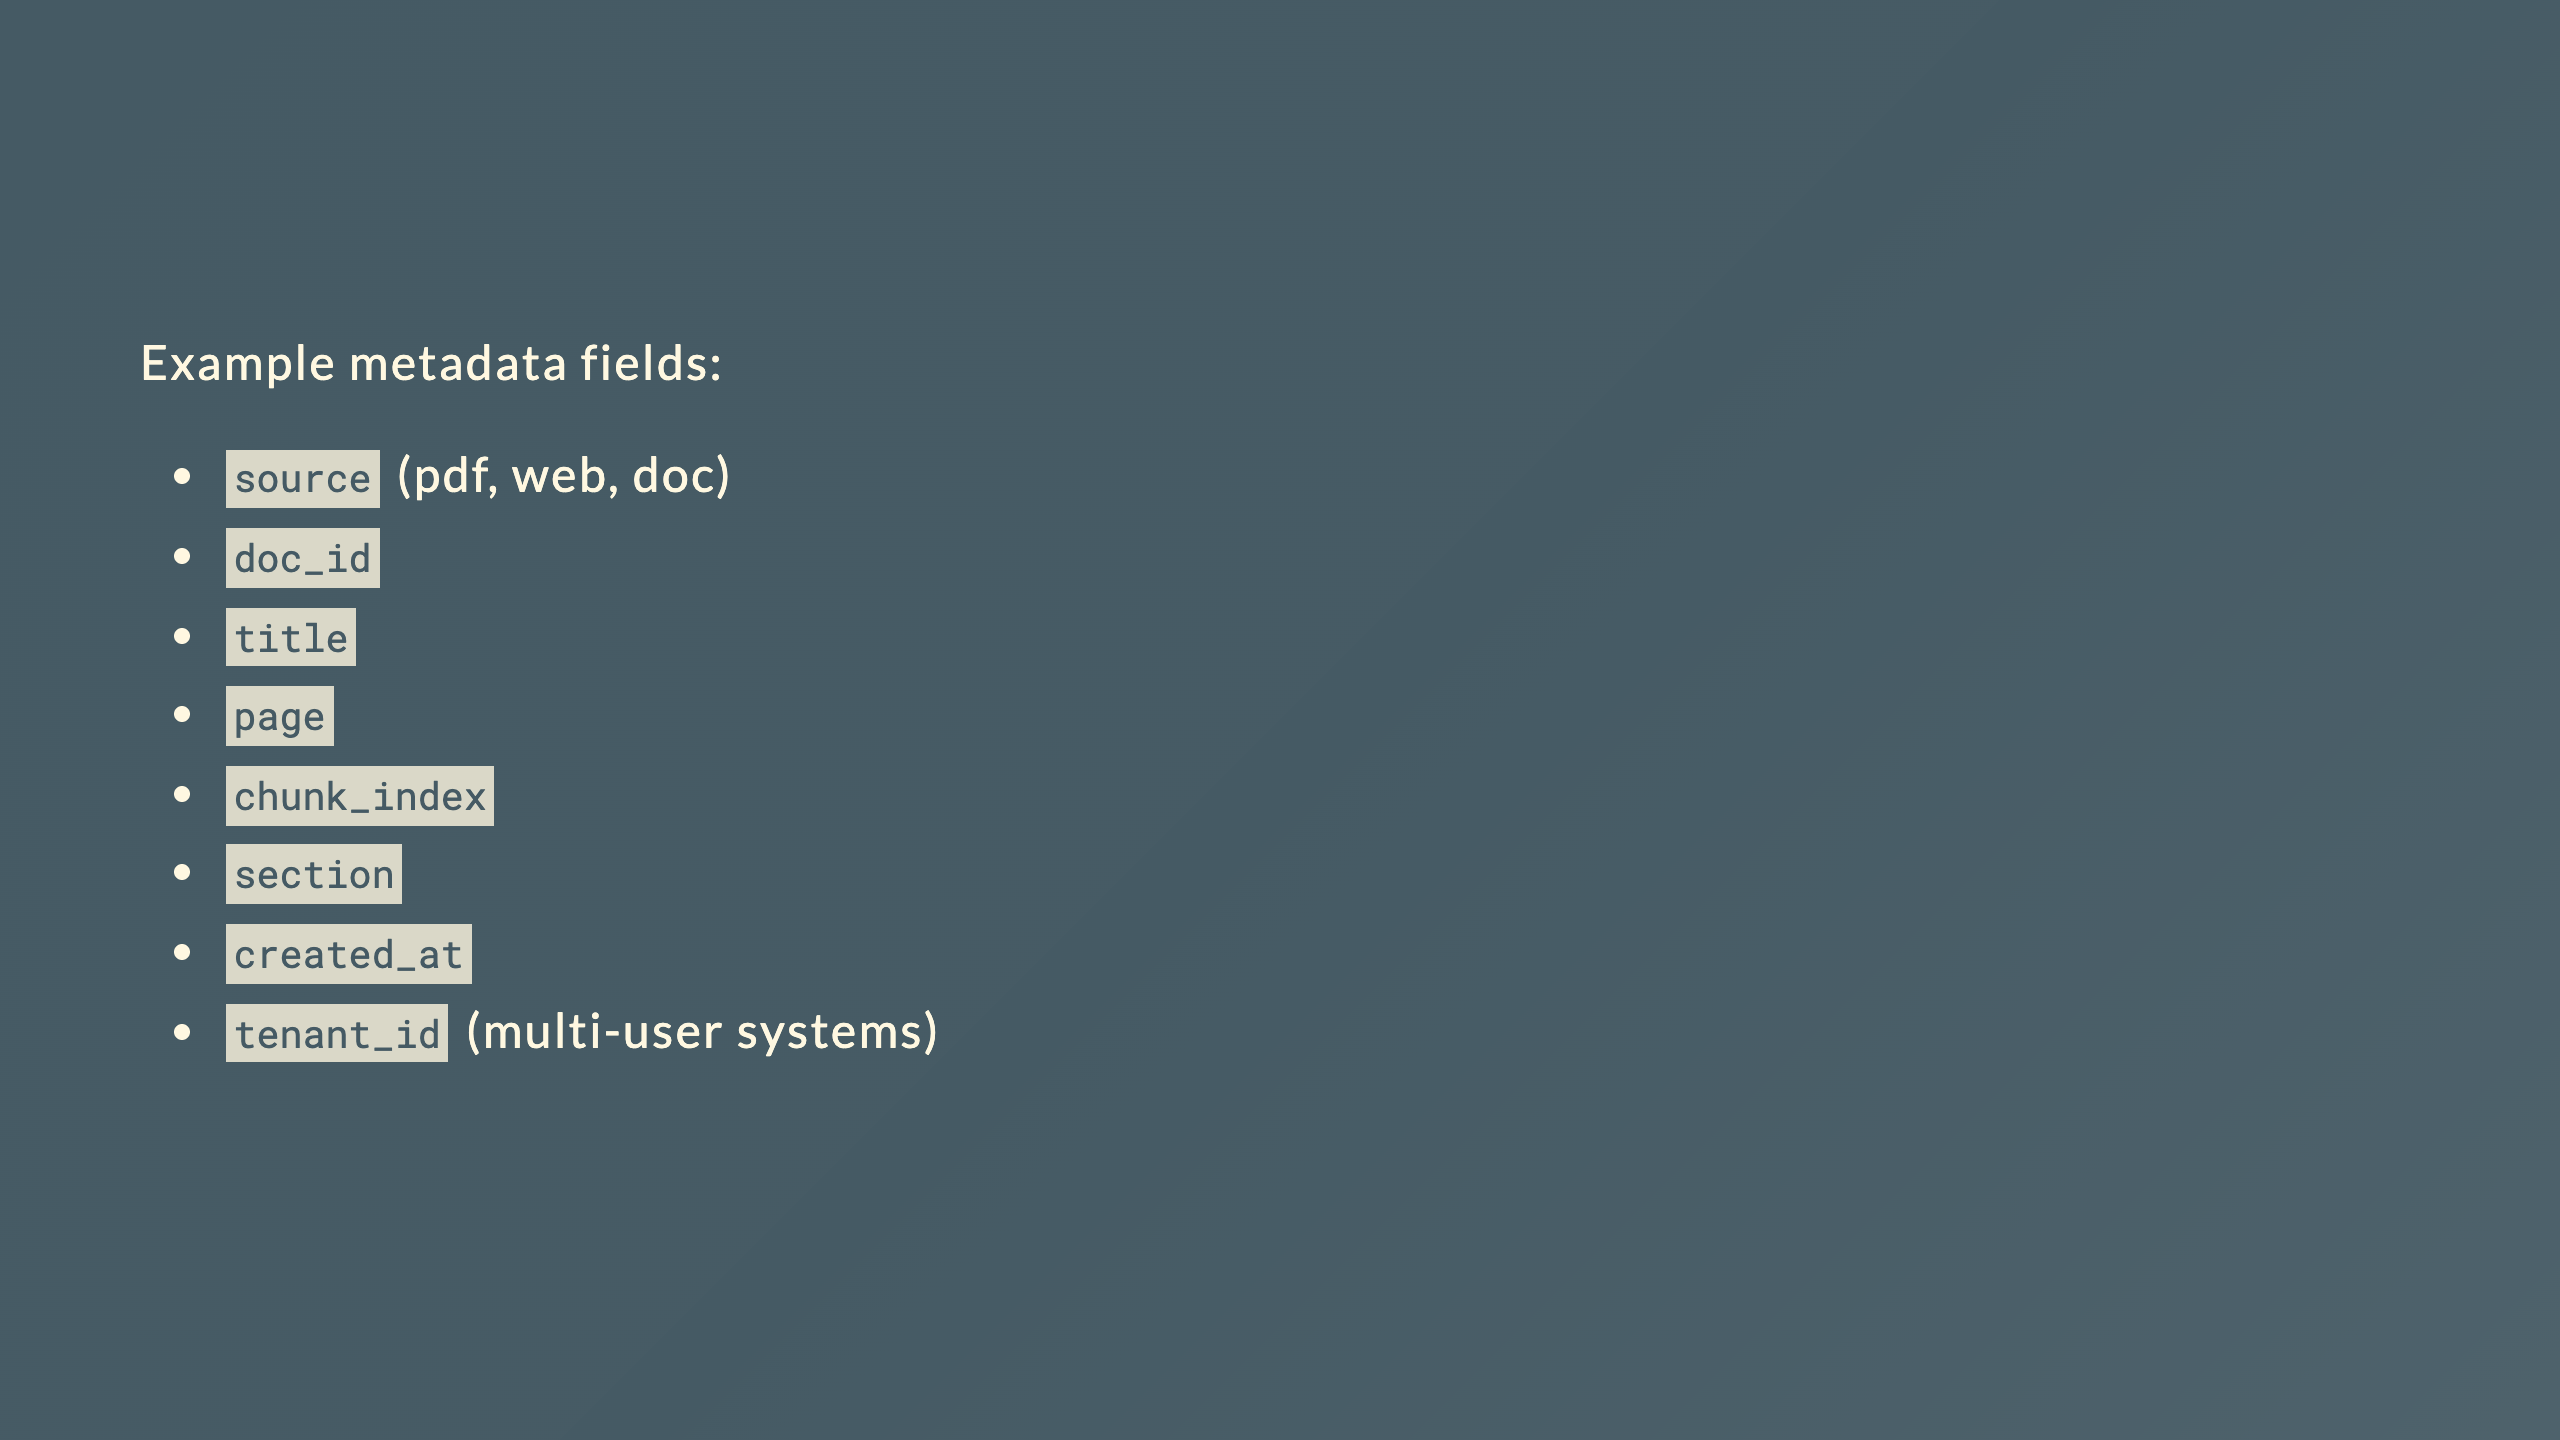 Example metadata fields:
source (pdf, web, doc)
doc_id
title
page
chunk_index
section
created_at
tenant_id (multi-user systems)